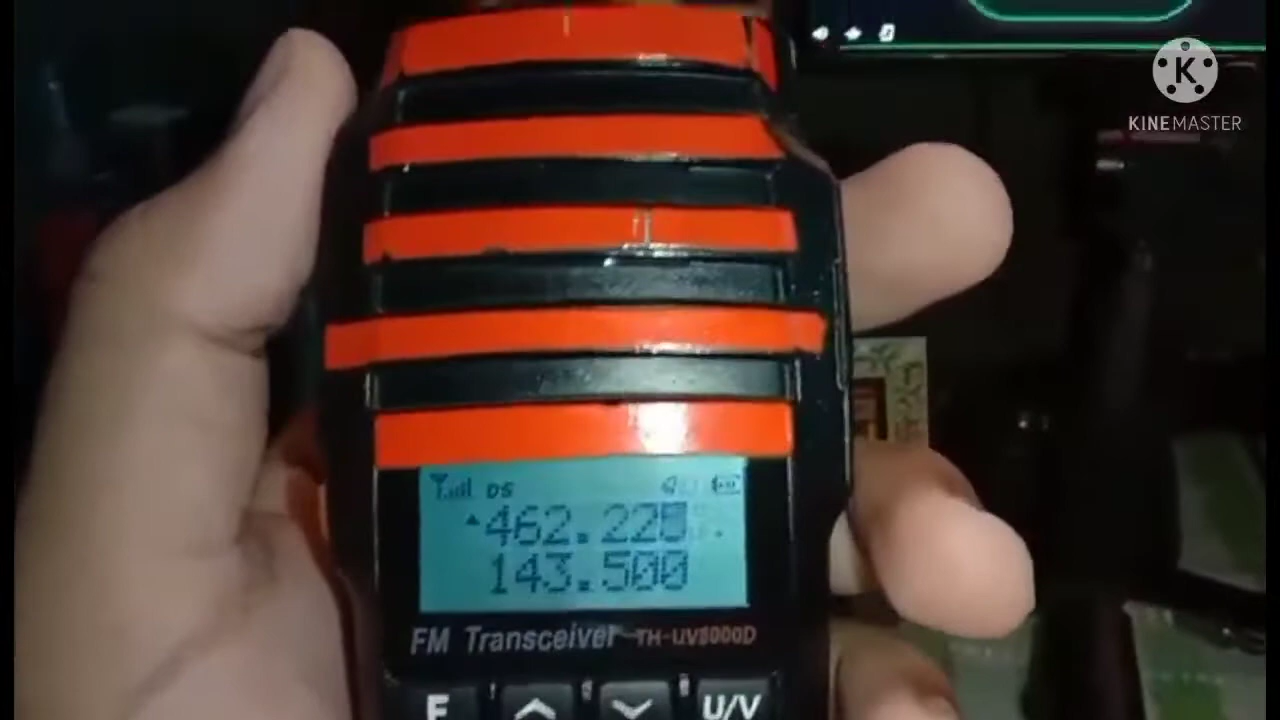 K
KINEMASTER
DS
462.225
143.500
FM Transceiver TH-UV8000D
F
U/V